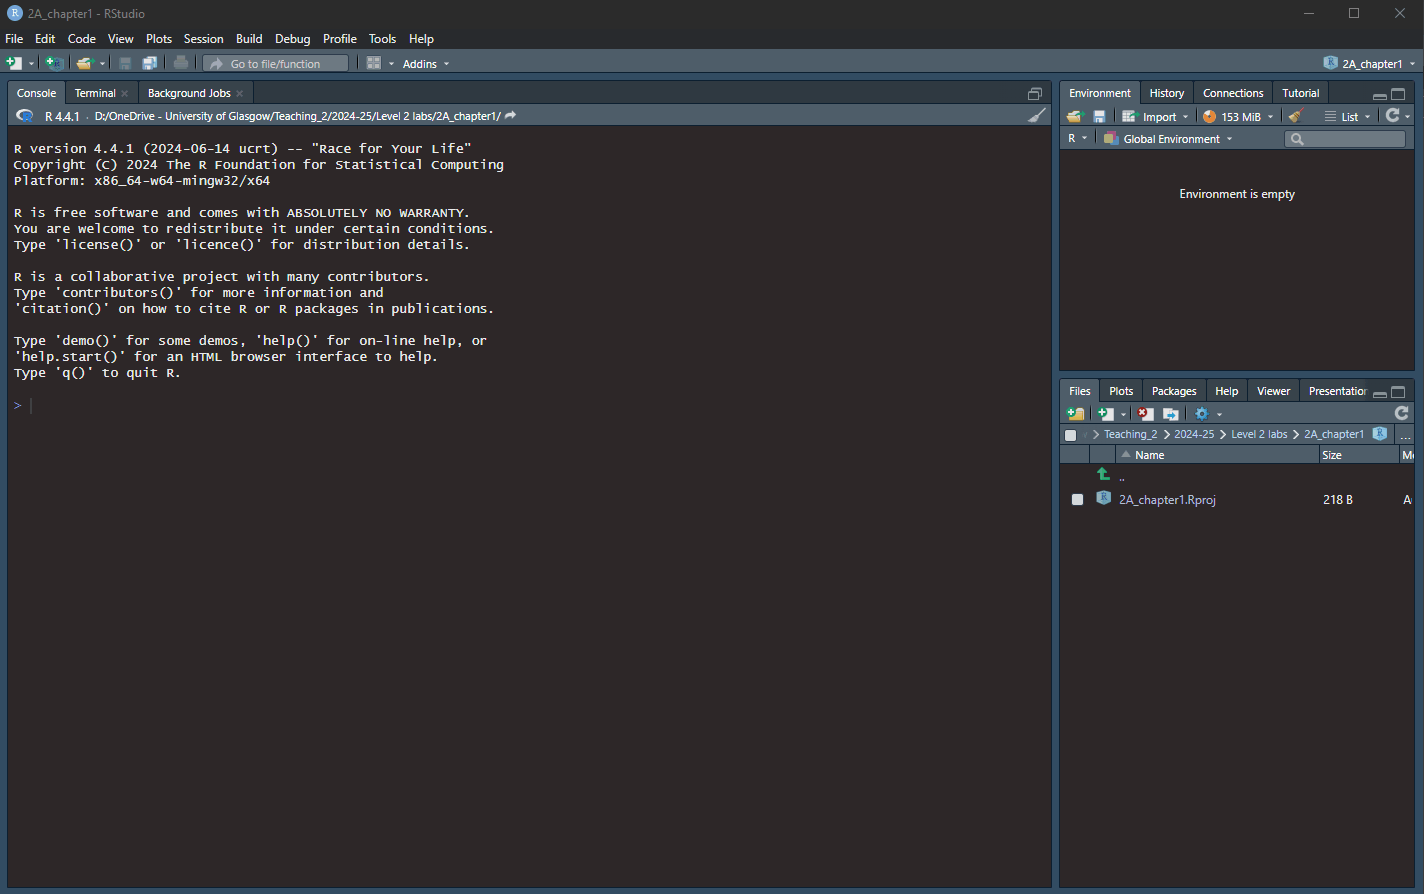 2A_chapter1 - RStudio
File Edit Code View Plots Session Build Debug Profile Tools Help
Go to file/function Addins 2A_chapter1
Console Terminal Background Jobs
R 4.4.1 · D:/OneDrive - University of Glasgow/Teaching_2/2024-25/Level 2 labs/2A_chapter1/
R version 4.4.1 (2024-06-14 ucrt) -- "Race for Your Life"
Copyright (C) 2024 The R Foundation for Statistical Computing
Platform: x86_64-w64-mingw32/x64
R is free software and comes with ABSOLUTELY NO WARRANTY.
You are welcome to redistribute it under certain conditions.
Type 'license()' or 'licence()' for distribution details.
R is a collaborative project with many contributors.
Type 'contributors()' for more information and
'citation()' on how to cite R or R packages in publications.
Type 'demo()' for some demos, 'help()' for on-line help, or
'help.start()' for an HTML browser interface to help.
Type 'q()' to quit R.
>
Environment History Connections Tutorial
Import 153 MiB List
R Global Environment
Environment is empty
Files Plots Packages Help Viewer Presentation
Teaching_2 > 2024-25 > Level 2 labs > 2A_chapter1 ...
Name Size
..
2A_chapter1.Rproj 218 B